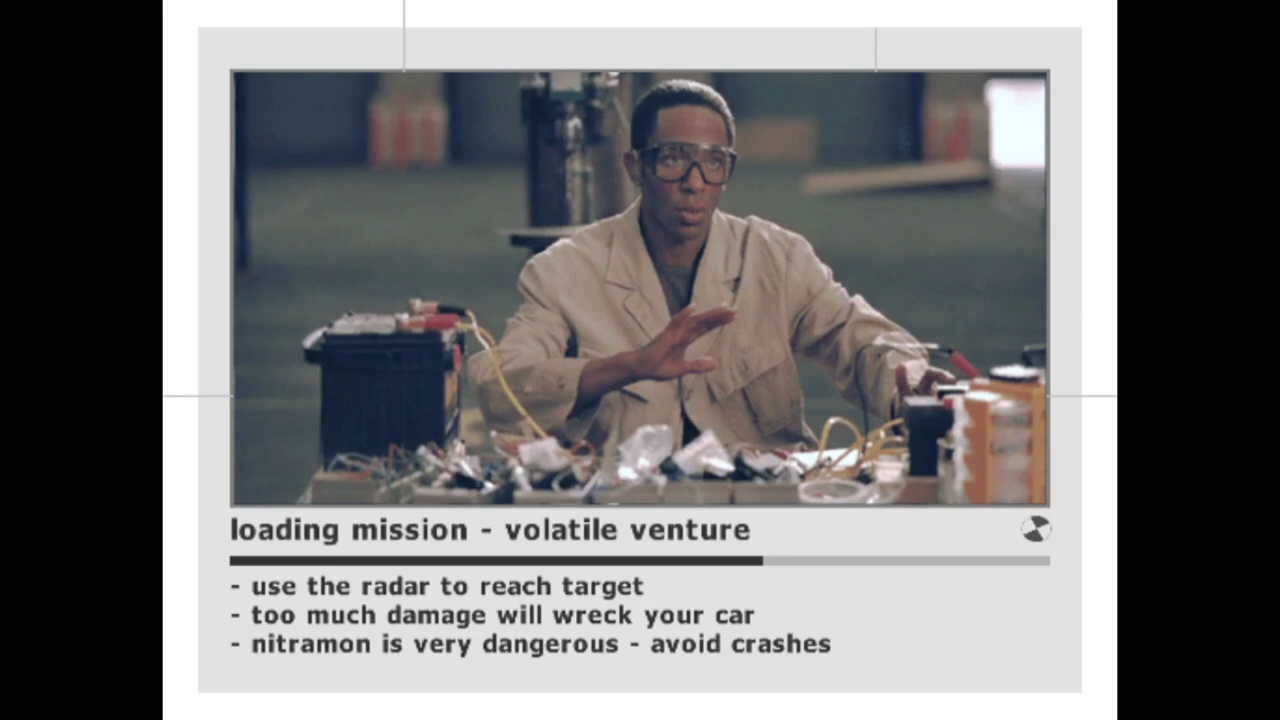 loading mission - volatile venture
- use the radar to reach target
- too much damage will wreck your car
- nitramon is very dangerous - avoid crashes